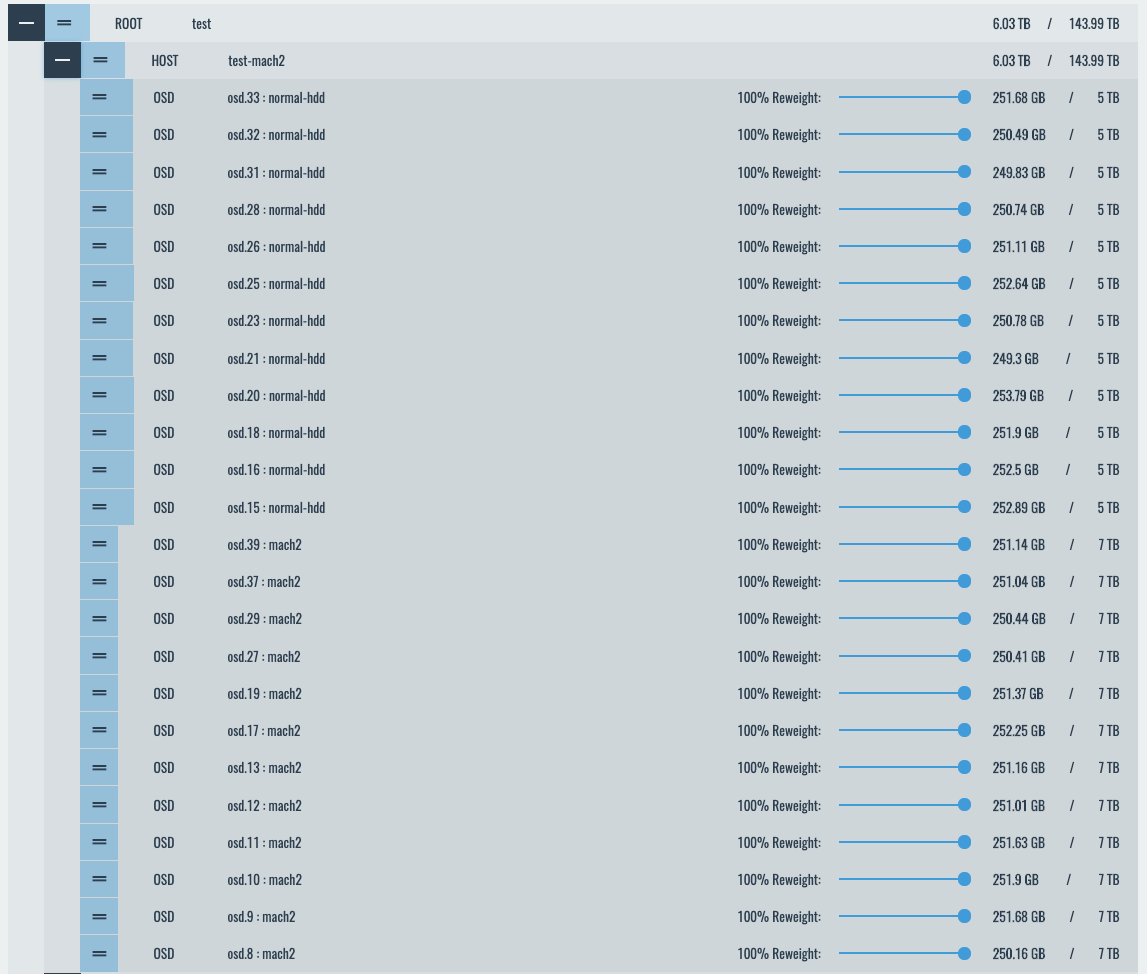 ROOT test 6.03 TB / 143.99 TB
HOST test-mach2 6.03 TB / 143.99 TB
OSD osd.33 : normal-hdd 100% Reweight: 251.68 GB / 5 TB
OSD osd.32 : normal-hdd 100% Reweight: 250.49 GB / 5 TB
OSD osd.31 : normal-hdd 100% Reweight: 249.83 GB / 5 TB
OSD osd.28 : normal-hdd 100% Reweight: 250.74 GB / 5 TB
OSD osd.26 : normal-hdd 100% Reweight: 251.11 GB / 5 TB
OSD osd.25 : normal-hdd 100% Reweight: 252.64 GB / 5 TB
OSD osd.23 : normal-hdd 100% Reweight: 250.78 GB / 5 TB
OSD osd.21 : normal-hdd 100% Reweight: 249.3 GB / 5 TB
OSD osd.20 : normal-hdd 100% Reweight: 253.79 GB / 5 TB
OSD osd.18 : normal-hdd 100% Reweight: 251.9 GB / 5 TB
OSD osd.16 : normal-hdd 100% Reweight: 252.5 GB / 5 TB
OSD osd.15 : normal-hdd 100% Reweight: 252.89 GB / 5 TB
OSD osd.39 : mach2 100% Reweight: 251.14 GB / 7 TB
OSD osd.37 : mach2 100% Reweight: 251.04 GB / 7 TB
OSD osd.29 : mach2 100% Reweight: 250.44 GB / 7 TB
OSD osd.27 : mach2 100% Reweight: 250.41 GB / 7 TB
OSD osd.19 : mach2 100% Reweight: 251.37 GB / 7 TB
OSD osd.17 : mach2 100% Reweight: 252.25 GB / 7 TB
OSD osd.13 : mach2 100% Reweight: 251.16 GB / 7 TB
OSD osd.12 : mach2 100% Reweight: 251.01 GB / 7 TB
OSD osd.11 : mach2 100% Reweight: 251.63 GB / 7 TB
OSD osd.10 : mach2 100% Reweight: 251.9 GB / 7 TB
OSD osd.9 : mach2 100% Reweight: 251.68 GB / 7 TB
OSD osd.8 : mach2 100% Reweight: 250.16 GB / 7 TB